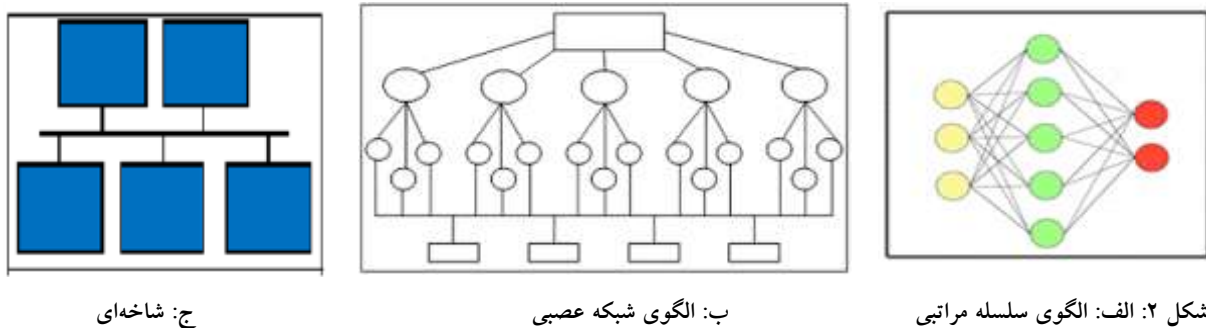 شکل ۲: الف: الگوی سلسله مراتبی ب: الگوی شبکه عصبی ج: شاخه‌ای